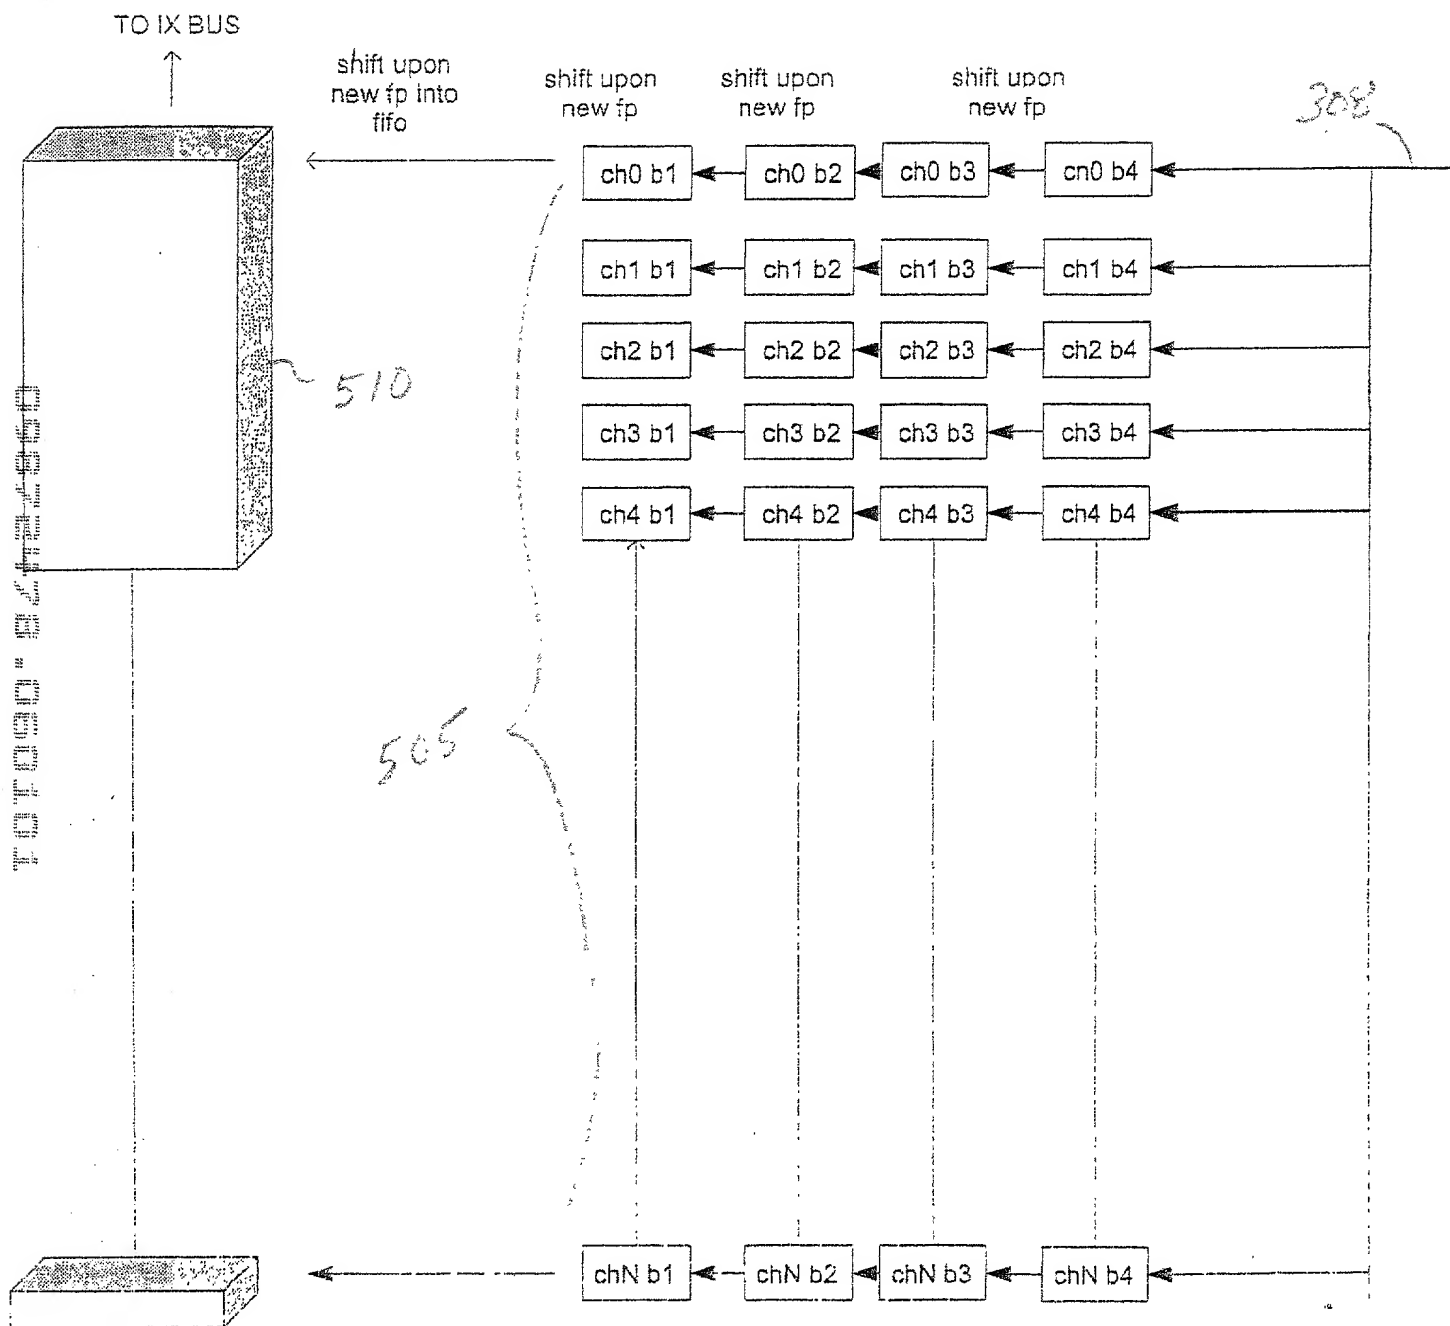 TO IX BUS
shift upon
new fp into
fifo
shift upon
new fp
shift upon
new fp
shift upon
new fp
308
ch0 b1
ch0 b2
ch0 b3
cn0 b4
ch1 b1
ch1 b2
ch1 b3
ch1 b4
ch2 b1
ch2 b2
ch2 b3
ch2 b4
510
ch3 b1
ch3 b2
ch3 b3
ch3 b4
ch4 b1
ch4 b2
ch4 b3
ch4 b4
505
chN b1
chN b2
chN b3
chN b4